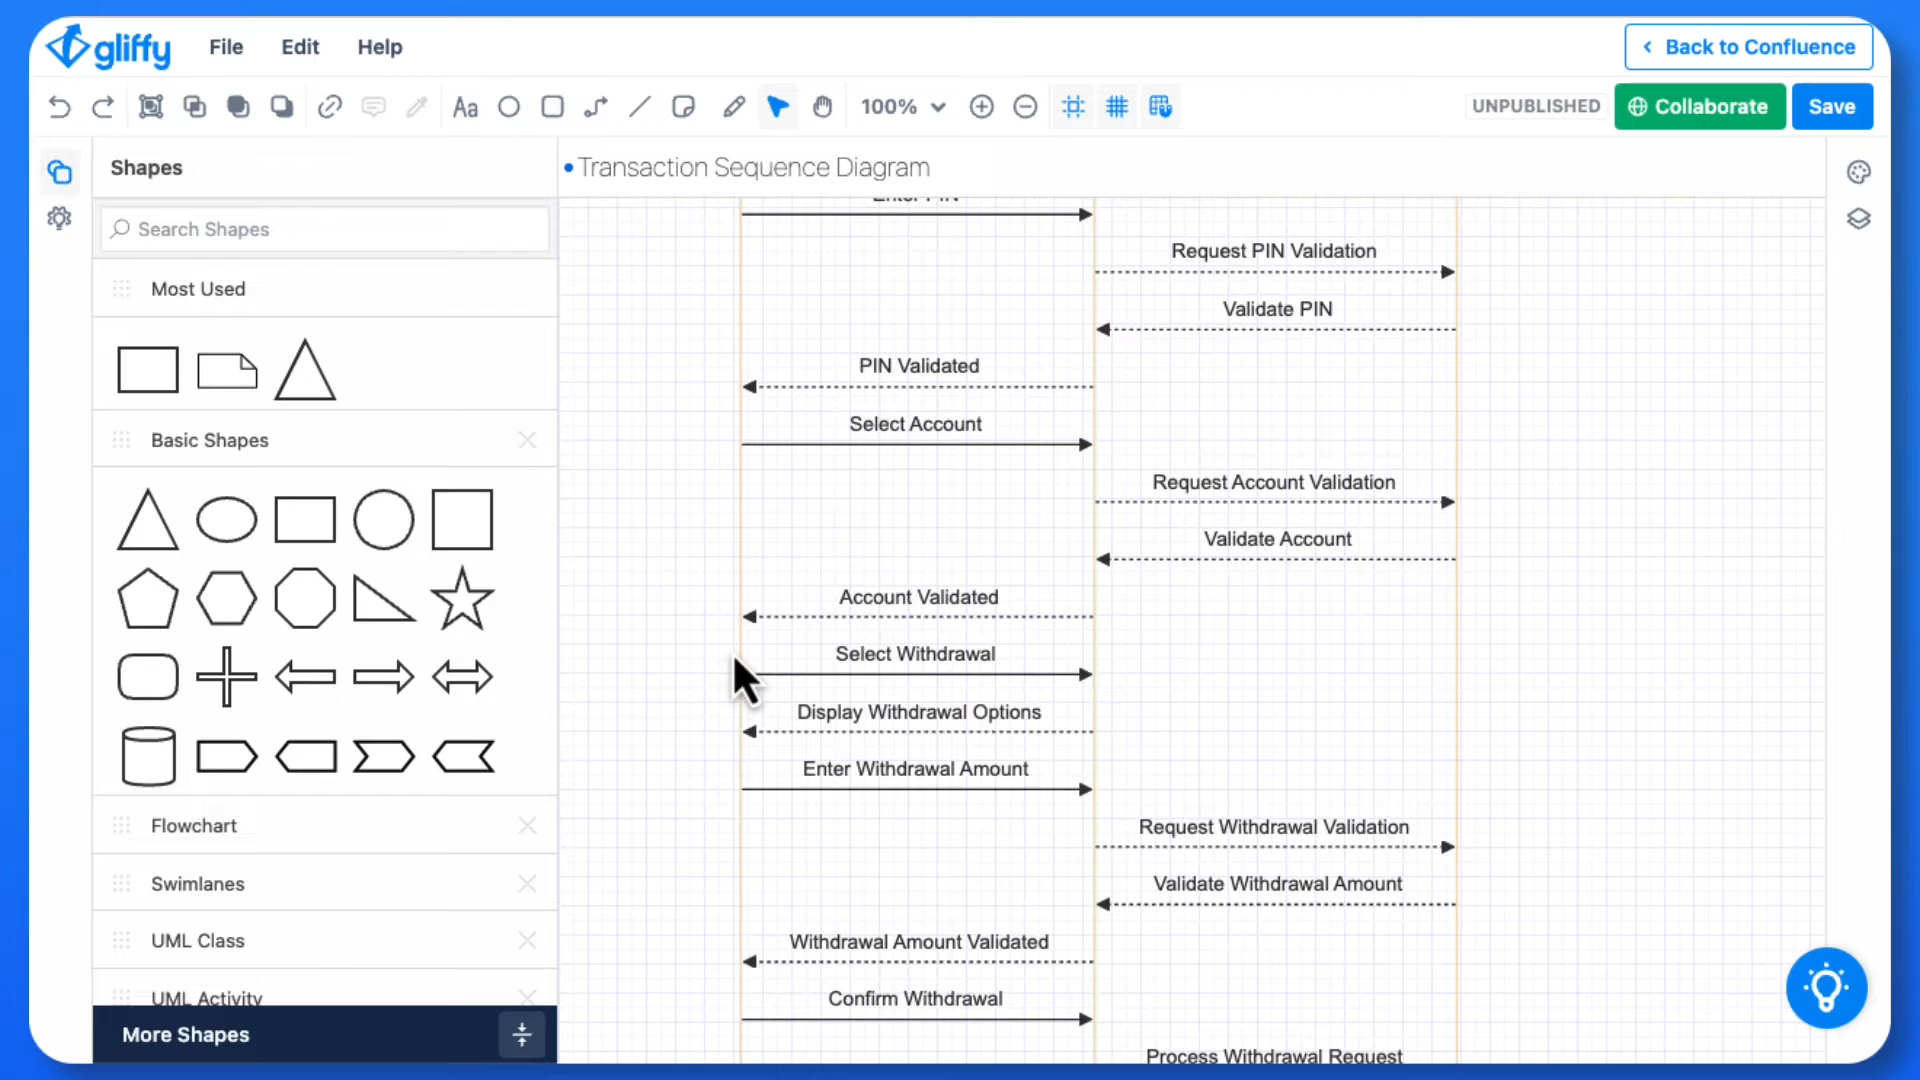 gliffy
File Edit Help
Back to Confluence
Aa
100%
UNPUBLISHED
Collaborate
Save
Shapes
Search Shapes
Most Used
Basic Shapes
Flowchart
Swimlanes
UML Class
UML Activity
More Shapes
Transaction Sequence Diagram
Enter PIN
Request PIN Validation
Validate PIN
PIN Validated
Select Account
Request Account Validation
Validate Account
Account Validated
Select Withdrawal
Display Withdrawal Options
Enter Withdrawal Amount
Request Withdrawal Validation
Validate Withdrawal Amount
Withdrawal Amount Validated
Confirm Withdrawal
Process Withdrawal Request